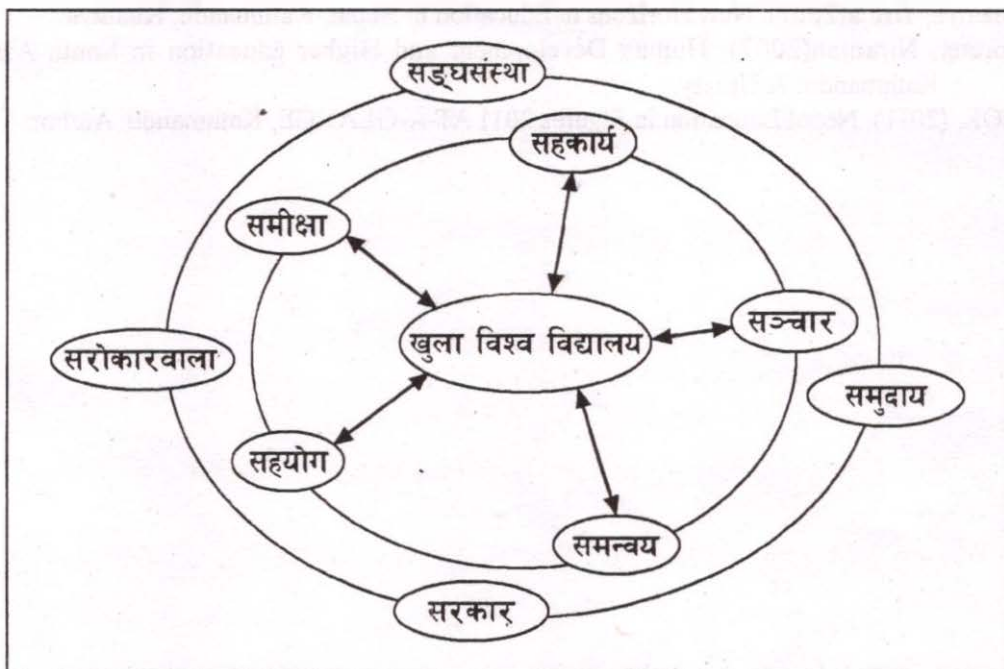 सङ्घसंस्था
सहकार्य
समीक्षा
सञ्चार
खुला विश्व विद्यालय
सरोकारवाला
समुदाय
सहयोग
समन्वय
सरकार